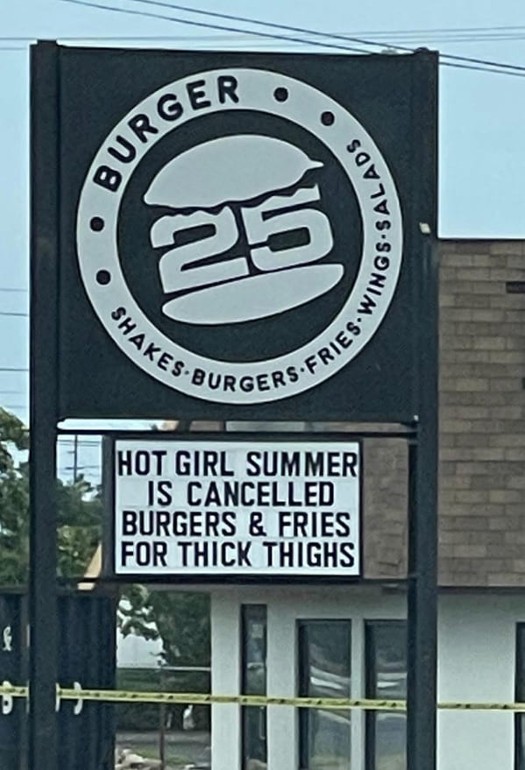 BURGER
25
SHAKES·BURGERS·FRIES·WINGS·SALADS
HOT GIRL SUMMER
IS CANCELLED
BURGERS & FRIES
FOR THICK THIGHS